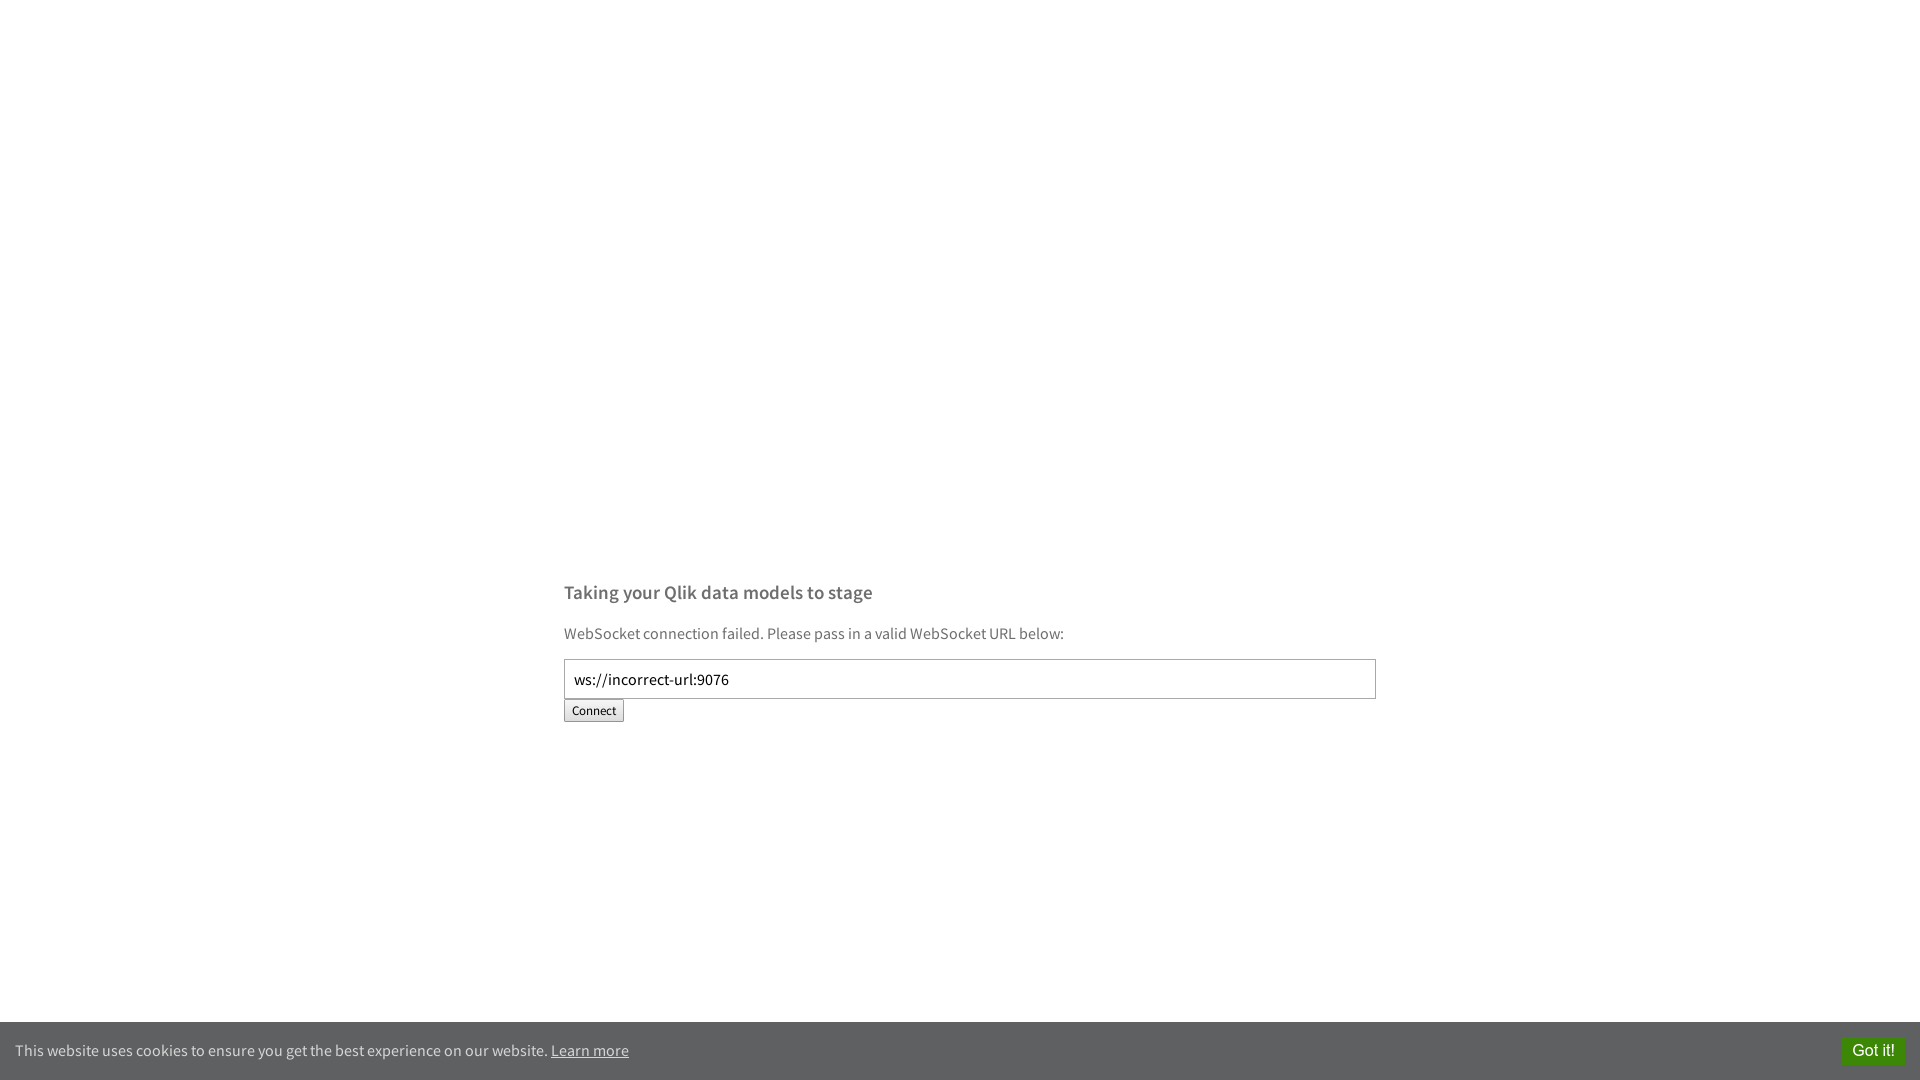 Taking your Qlik data models to stage
WebSocket connection failed. Please pass in a valid WebSocket URL below:
ws://incorrect-url:9076
Connect
This website uses cookies to ensure you get the best experience on our website. Learn more
Got it!